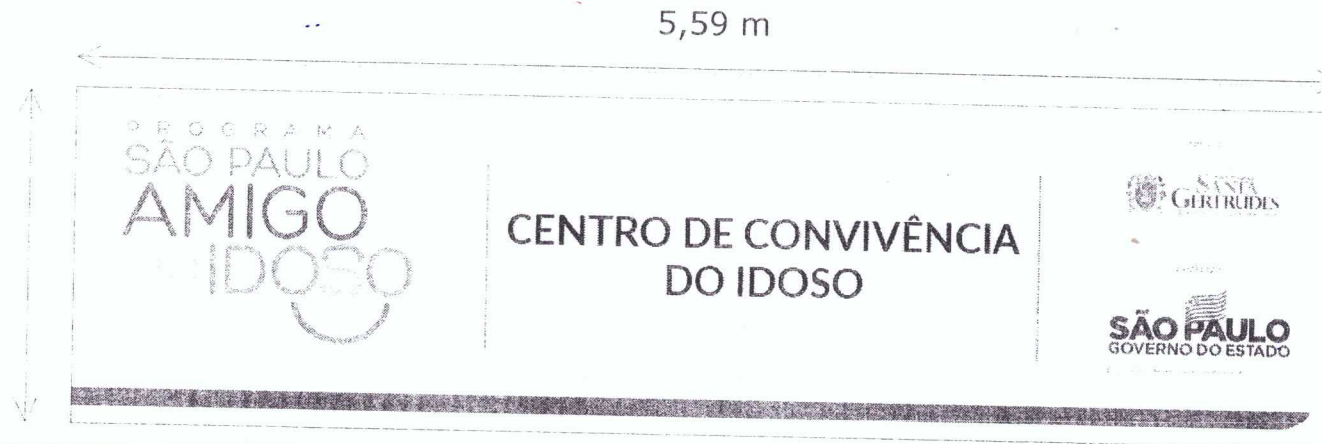 5,59 m
PROGRAMA
SÃO PAULO
AMIGO
IDOSO
CENTRO DE CONVIVÊNCIA
DO IDOSO
SANTA
GERTRUDES
SÃO PAULO
GOVERNO DO ESTADO